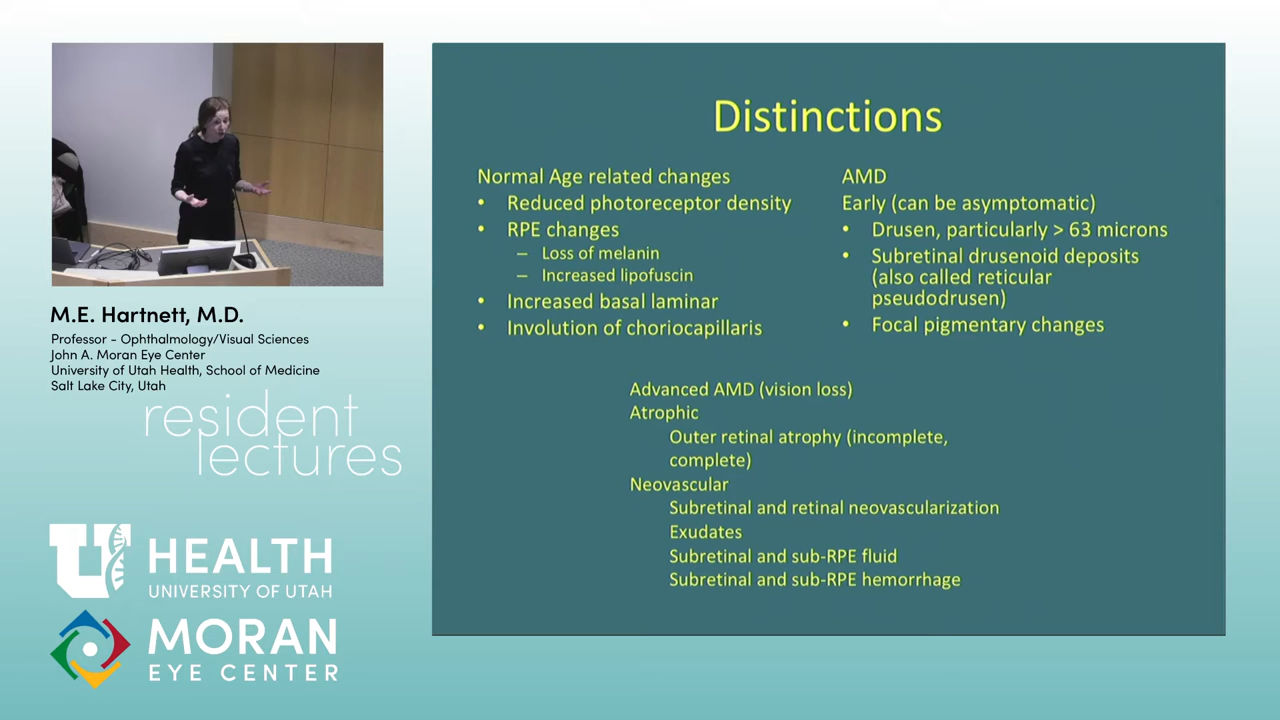 M.E. Hartnett, M.D.
Professor - Ophthalmology/Visual Sciences
John A. Moran Eye Center
University of Utah Health, School of Medicine
Salt Lake City, Utah
resident
lectures
U
HEALTH
UNIVERSITY OF UTAH
MORAN
EYE CENTER
Distinctions
Normal Age related changes
• Reduced photoreceptor density
• RPE changes
– Loss of melanin
– Increased lipofuscin
• Increased basal laminar
• Involution of choriocapillaris
AMD
Early (can be asymptomatic)
• Drusen, particularly > 63 microns
• Subretinal drusenoid deposits
(also called reticular
pseudodrusen)
• Focal pigmentary changes
Advanced AMD (vision loss)
Atrophic
Outer retinal atrophy (incomplete,
complete)
Neovascular
Subretinal and retinal neovascularization
Exudates
Subretinal and sub-RPE fluid
Subretinal and sub-RPE hemorrhage